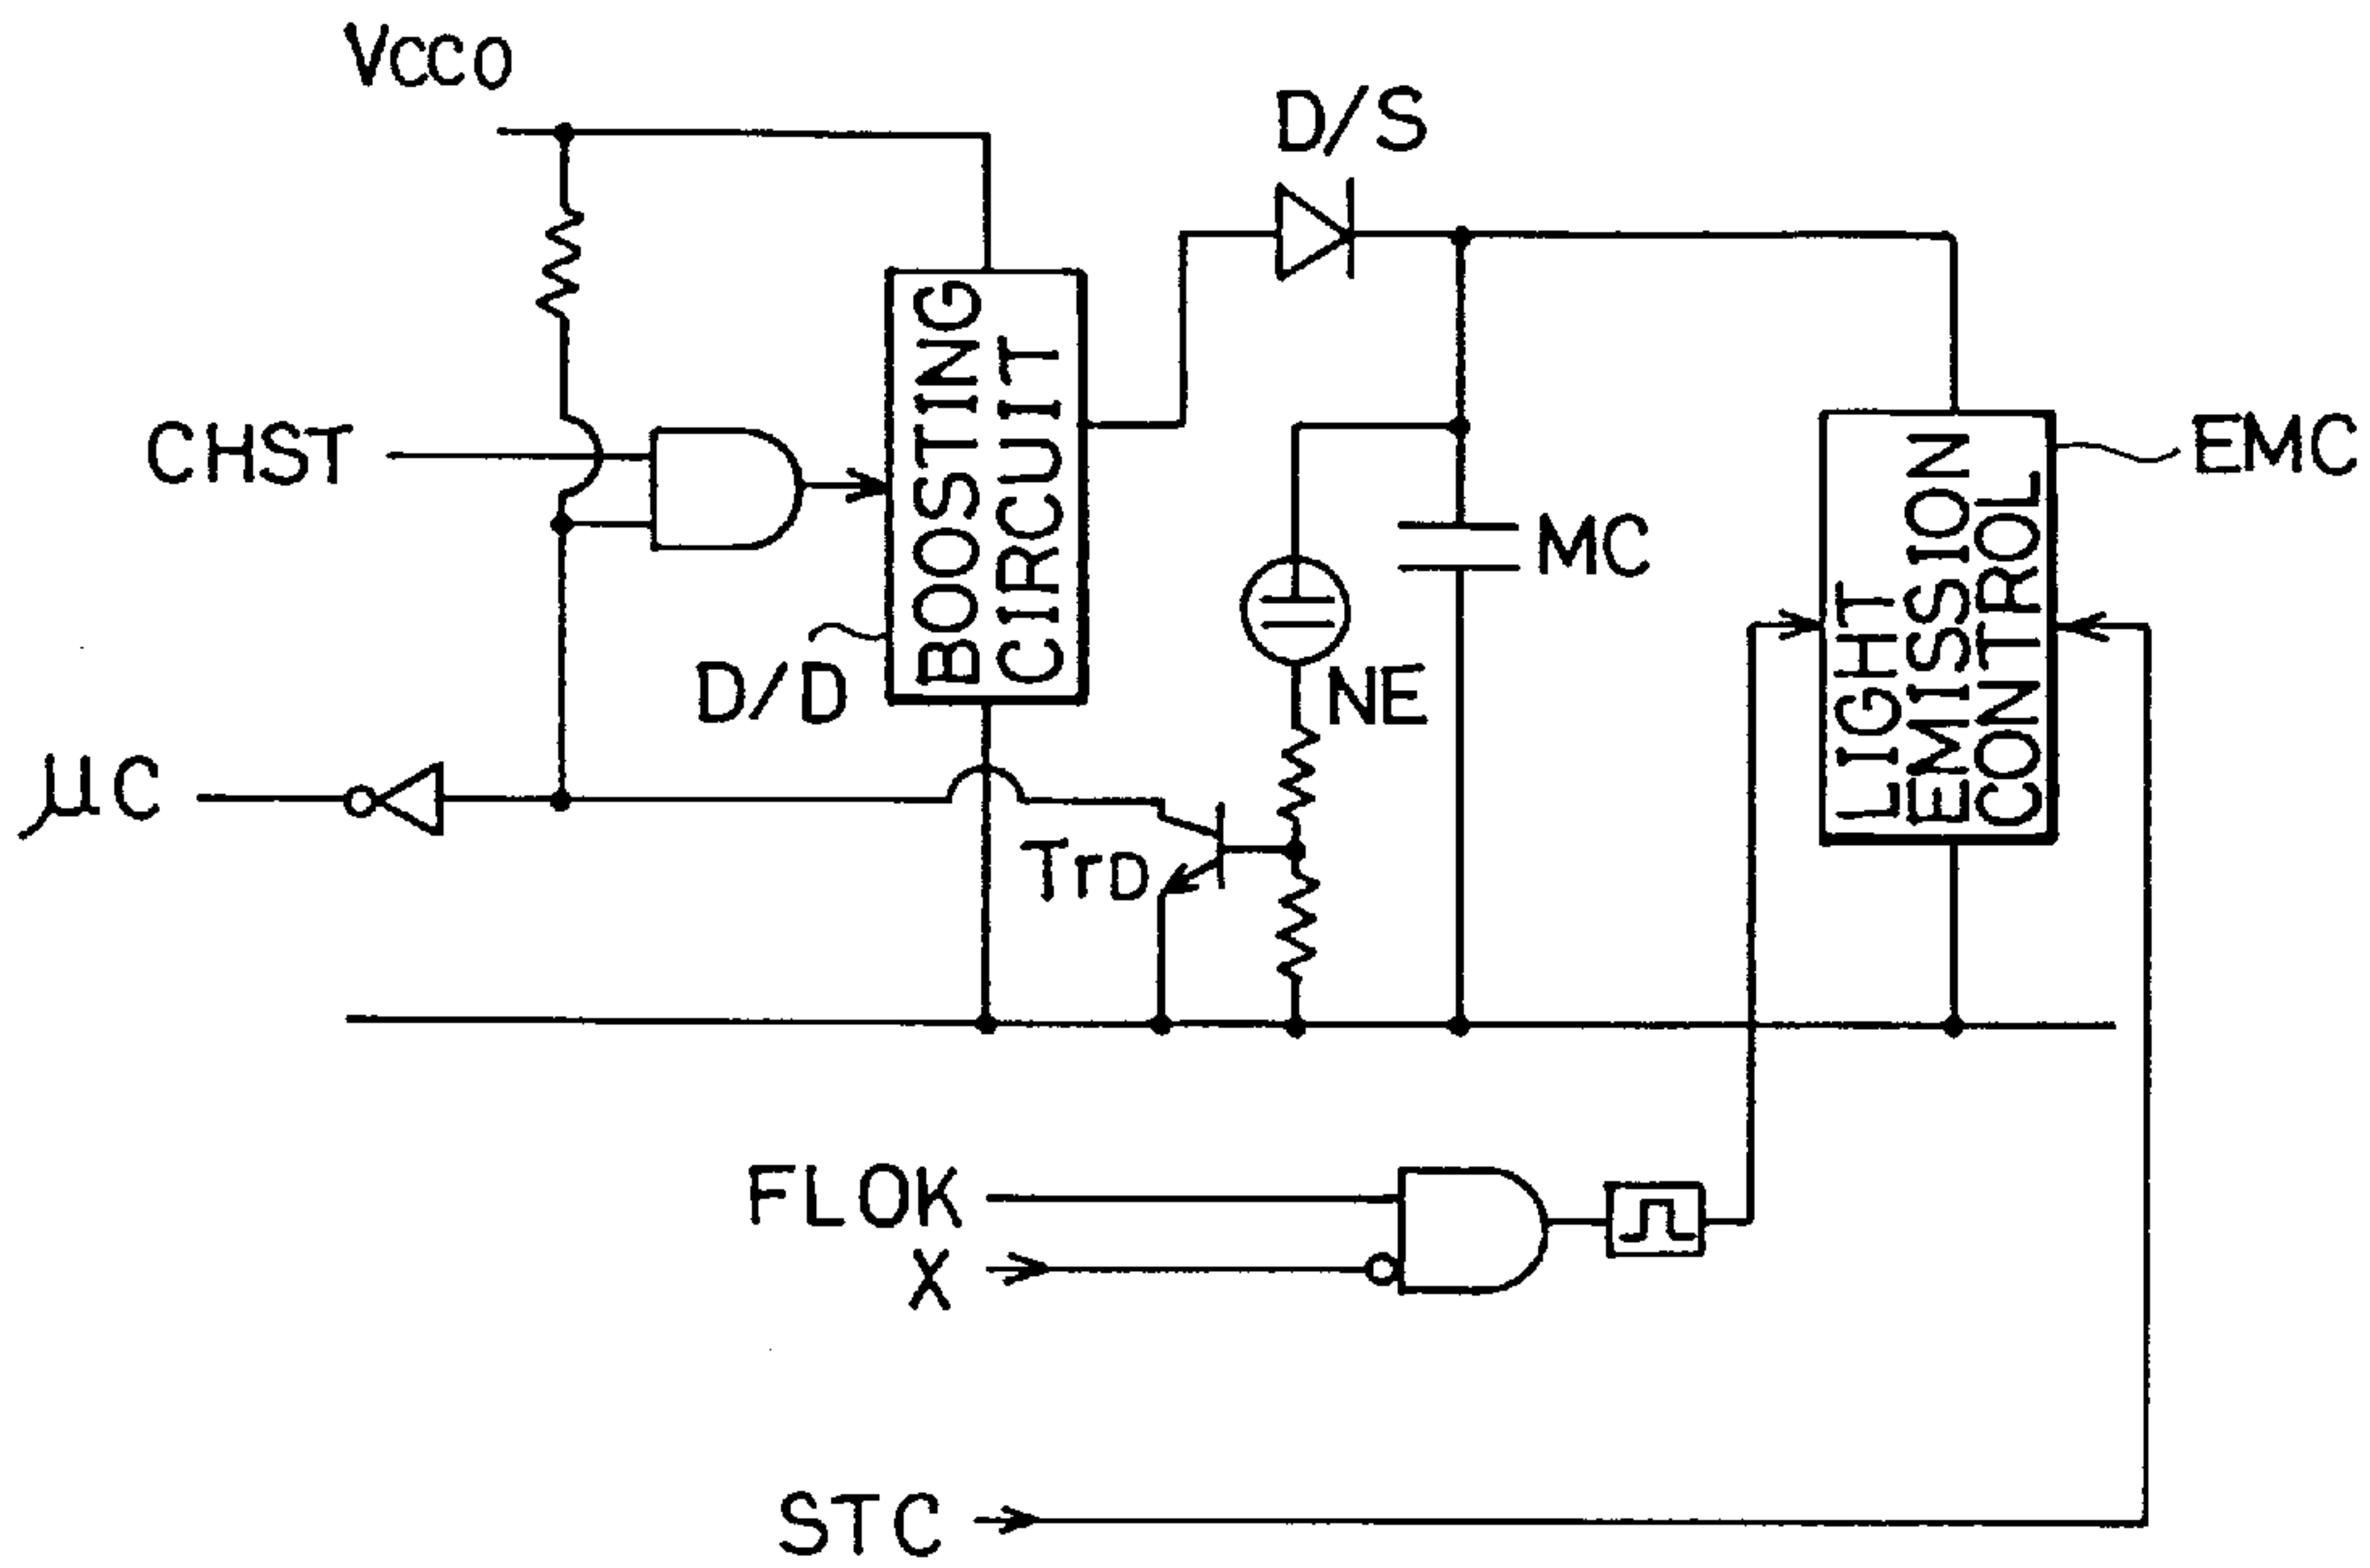 VCCO
D/S
CHST
BOOSTING
CIRCUIT
EMC
MC
D/D
NE
LIGHT
EMISSION
CONTROL
μC
TrD
FLOK
X
STC